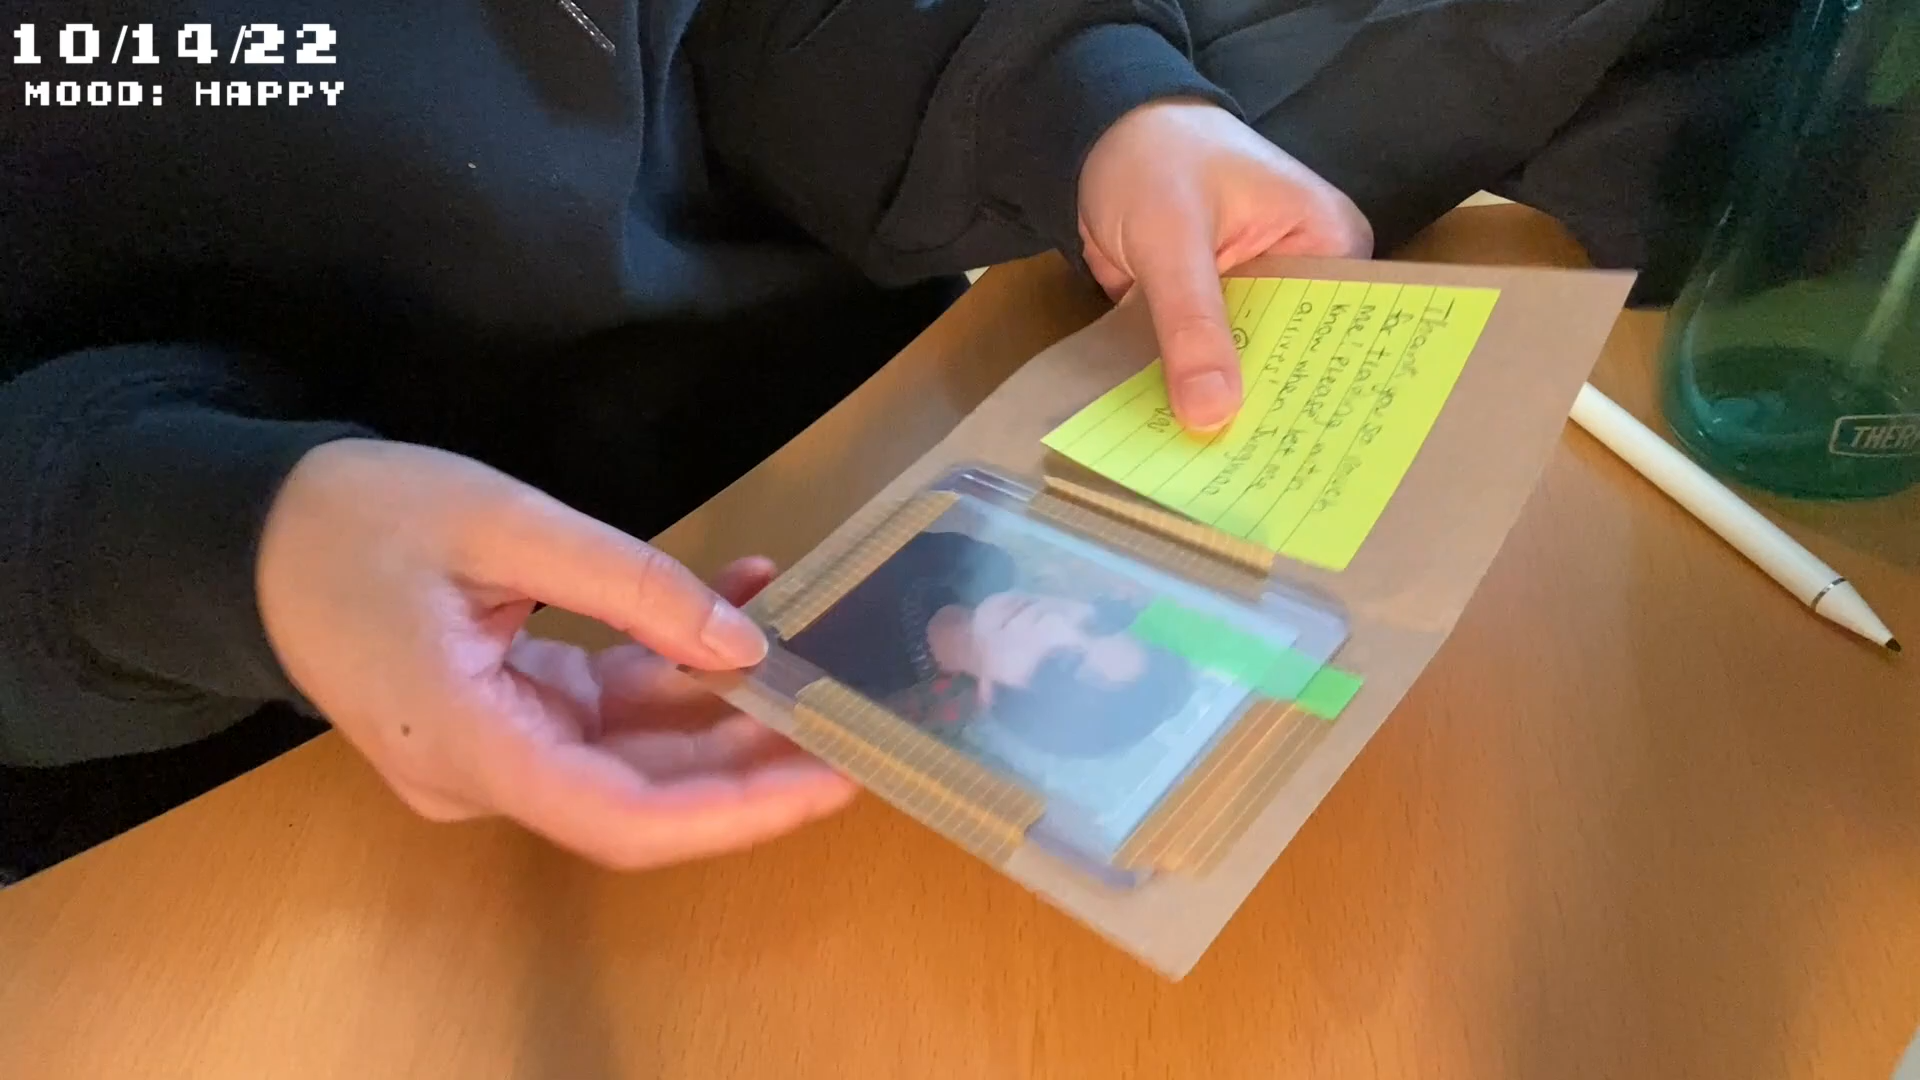 10/14/22
MOOD: HAPPY
Thank you so much
for trading with
me! Please let me
know when Jungwoo
arrives!
THER